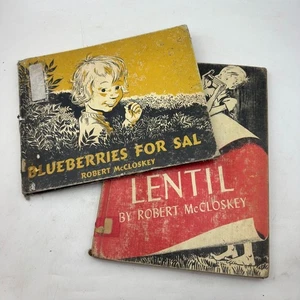 BLUEBERRIES FOR SAL
ROBERT McCLOSKEY
LENTIL
BY ROBERT McCLOSKEY